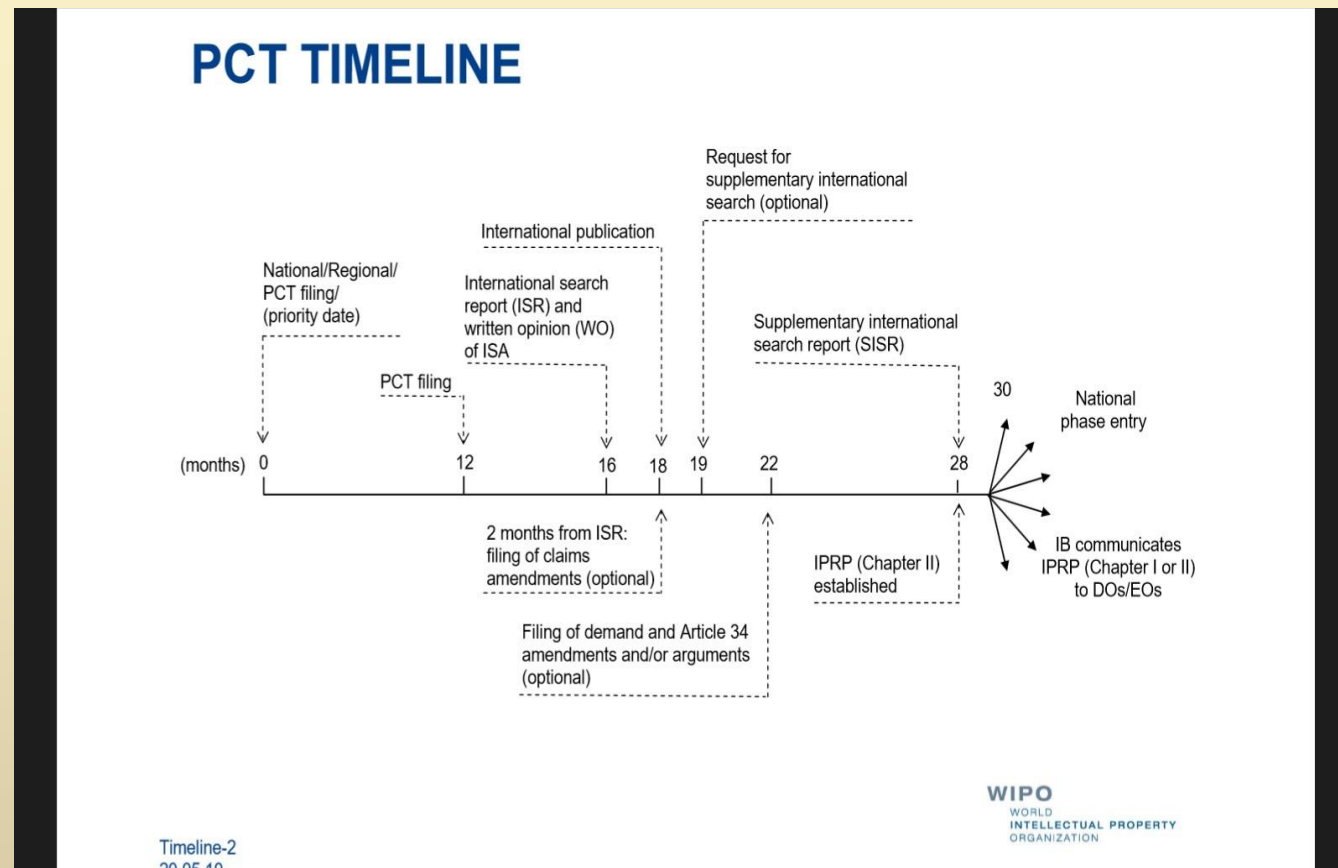 PCT TIMELINE
Request for
supplementary international
search (optional)
International publication
National/Regional/
PCT filing/
(priority date)
International search
report (ISR) and
written opinion (WO)
of ISA
Supplementary international
search report (SISR)
PCT filing
30
National
phase entry
(months) 0 12 16 18 19 22 28
2 months from ISR:
filing of claims
amendments (optional)
IPRP (Chapter II)
established
IB communicates
IPRP (Chapter I or II)
to DOs/EOs
Filing of demand and Article 34
amendments and/or arguments
(optional)
WIPO
WORLD
INTELLECTUAL PROPERTY
ORGANIZATION
Timeline-2